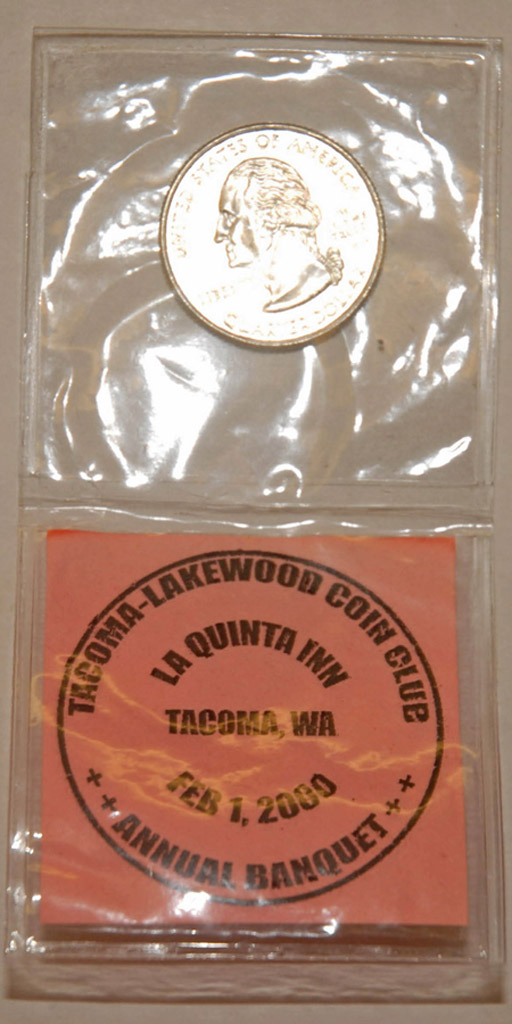 UNITED STATES OF AMERICA
LIBERTY
QUARTER DOLLAR
TACOMA-LAKEWOOD COIN CLUB
LA QUINTA INN
TACOMA, WA
FEB 1, 2000
ANNUAL BANQUET